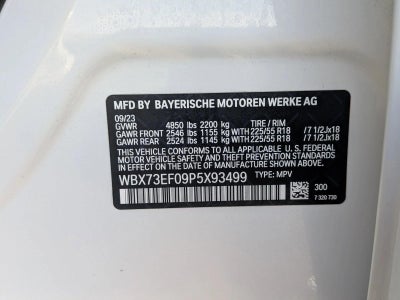 MFD BY BAYERISCHE MOTOREN WERKE AG
09/23
GVWR 4850 lbs 2200 kg TIRE / RIM
GAWR FRONT 2546 lbs 1155 kg WITH 225/55 R18 / 7 1/2Jx18
GAWR REAR 2524 lbs 1145 kg WITH 225/55 R18 / 7 1/2Jx18
THIS VEHICLE CONFORMS TO ALL APPLICABLE U.S. FEDERAL
MOTOR VEHICLE SAFETY, BUMPER, AND THEFT PREVENTION STANDARDS
IN EFFECT ON THE DATE OF MANUFACTURE SHOWN ABOVE.
WBX73EF09P5X93499 TYPE: MPV
300
7 320 730